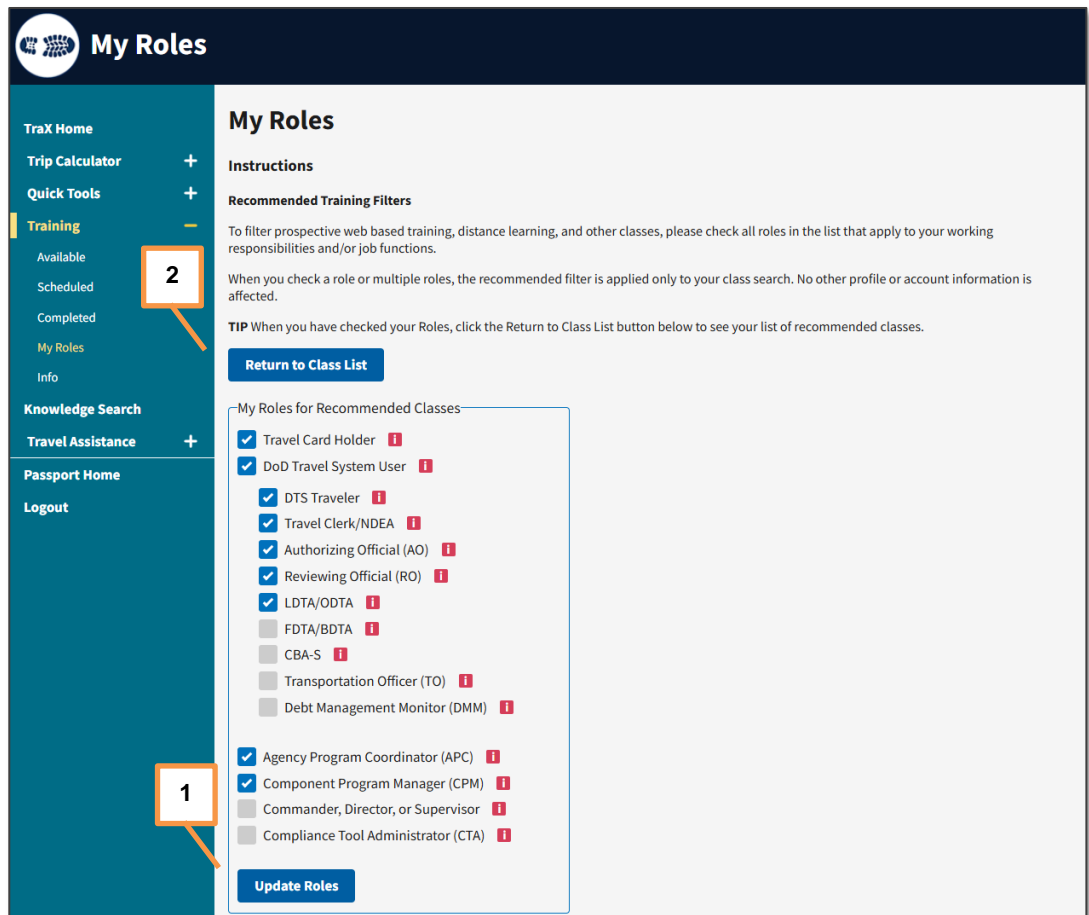 My Roles
TraX Home
Trip Calculator
Quick Tools
Training
Available
Scheduled
Completed
My Roles
Info
Knowledge Search
Travel Assistance
Passport Home
Logout
2
My Roles
Instructions
Recommended Training Filters
To filter prospective web based training, distance learning, and other classes, please check all roles in the list that apply to your working
responsibilities and/or job functions.
When you check a role or multiple roles, the recommended filter is applied only to your class search. No other profile or account information is
affected.
TIP When you have checked your Roles, click the Return to Class List button below to see your list of recommended classes.
Return to Class List
My Roles for Recommended Classes
Travel Card Holder i
DoD Travel System User i
DTS Traveler i
Travel Clerk/NDEA i
Authorizing Official (AO) i
Reviewing Official (RO) i
LDTA/ODTA i
FDTA/BDTA i
CBA-S i
Transportation Officer (TO) i
Debt Management Monitor (DMM) i
Agency Program Coordinator (APC) i
Component Program Manager (CPM) i
Commander, Director, or Supervisor i
Compliance Tool Administrator (CTA) i
1
Update Roles